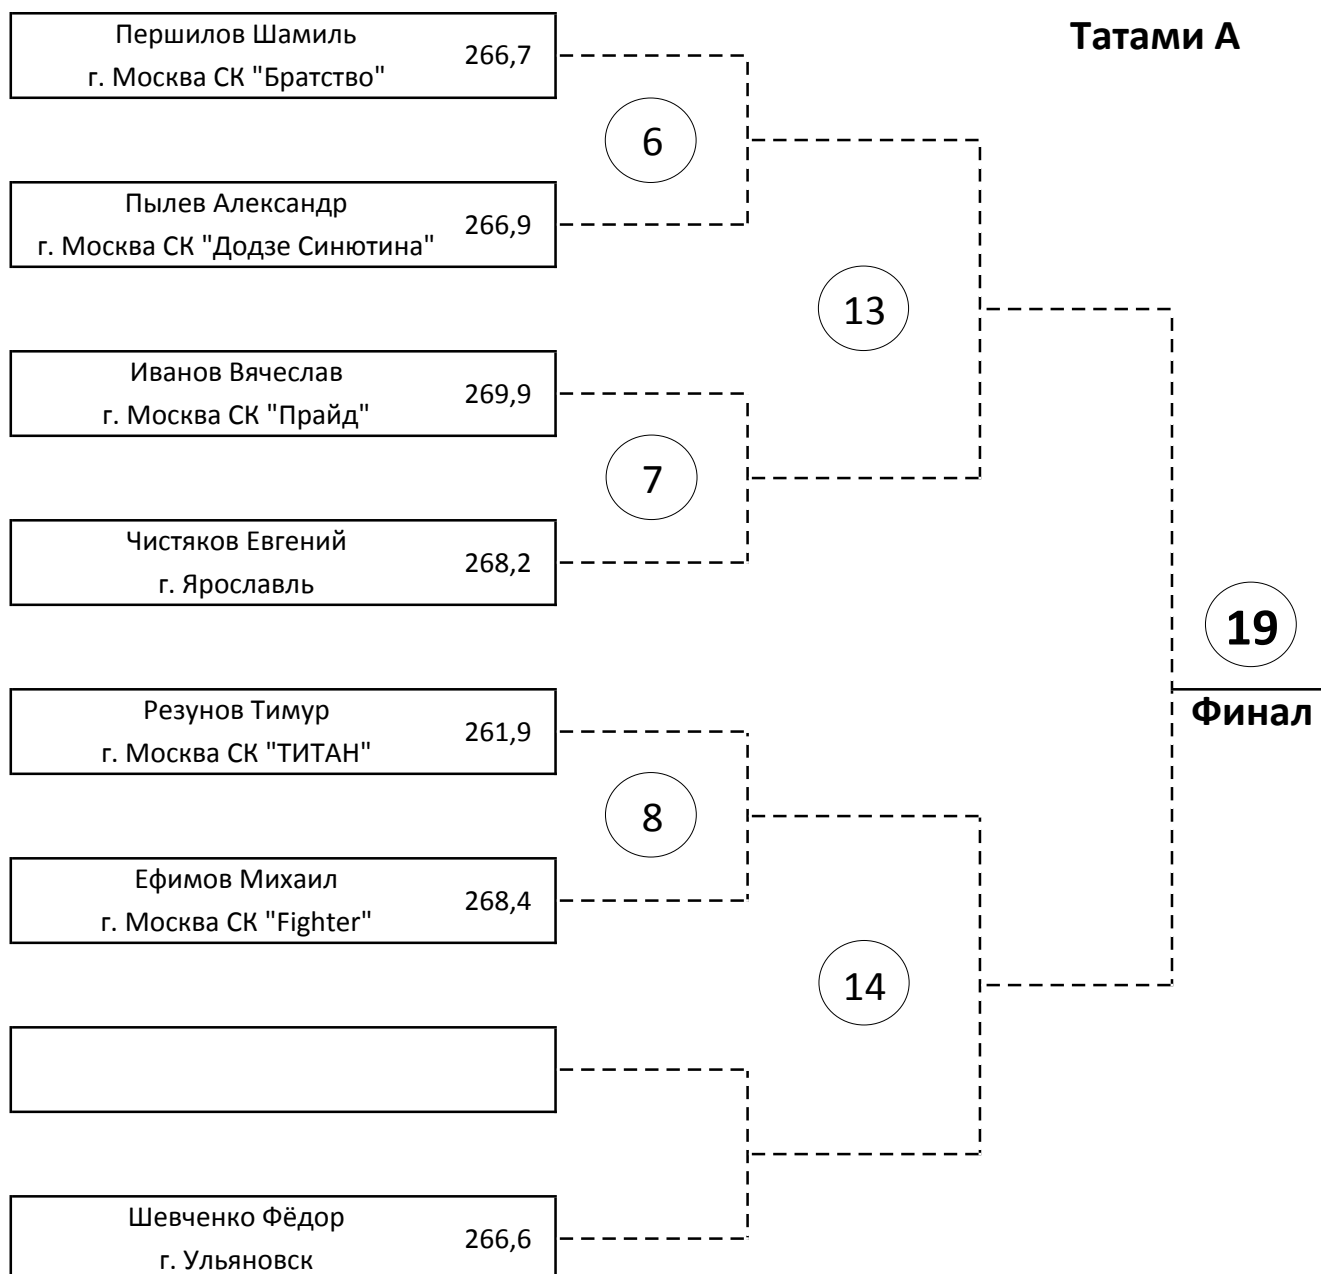 Першилов Шамиль
г. Москва СК "Братство"
266,7
Татами А
6
Пылев Александр
г. Москва СК "Додзе Синютина"
266,9
13
Иванов Вячеслав
г. Москва СК "Прайд"
269,9
7
Чистяков Евгений
г. Ярославль
268,2
19
Финал
Резунов Тимур
г. Москва СК "ТИТАН"
261,9
8
Ефимов Михаил
г. Москва СК "Fighter"
268,4
14
Шевченко Фёдор
г. Ульяновск
266,6